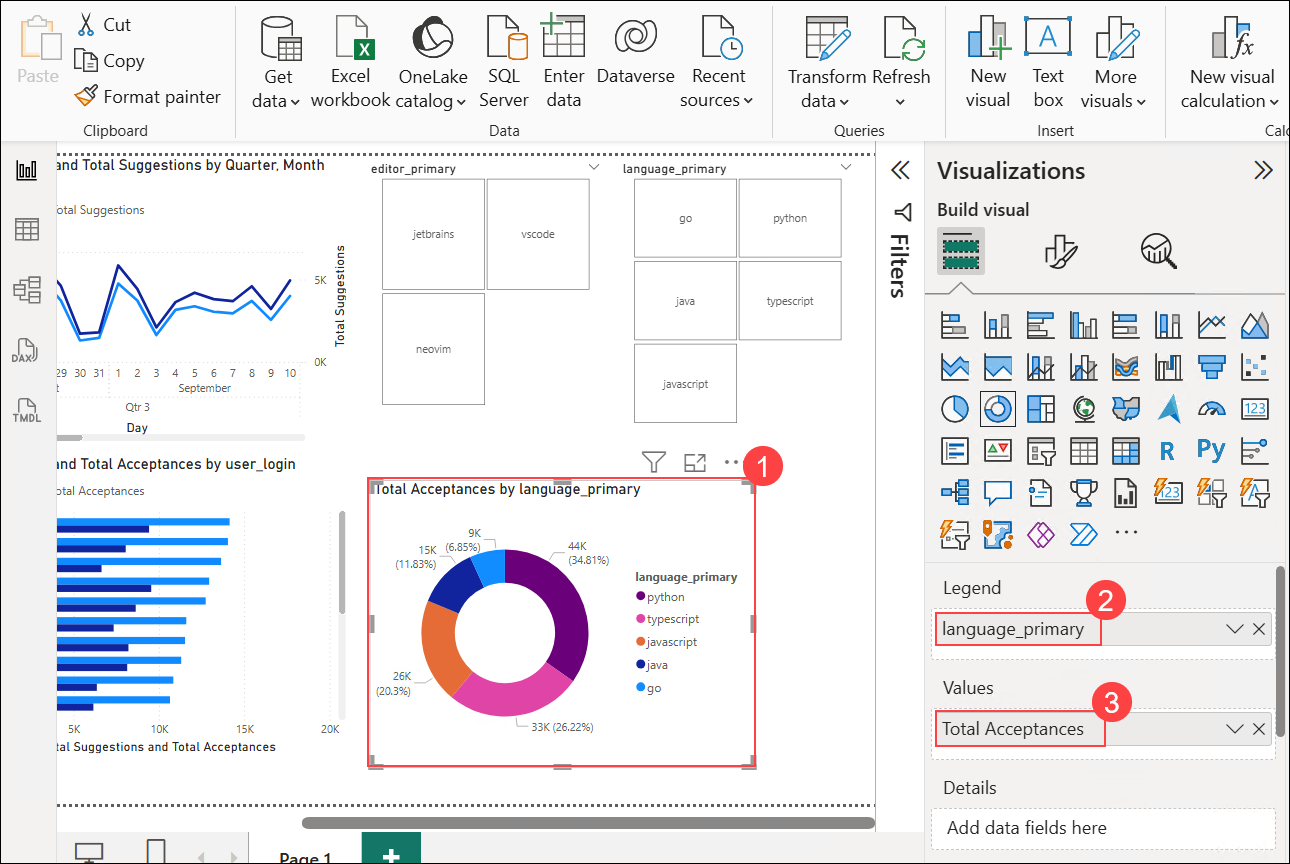 Paste
Cut
Copy
Format painter
Clipboard
Get
data
Excel
workbook
OneLake
catalog
SQL
Server
Enter
data
Dataverse
Recent
sources
Data
Transform
data
Refresh
Queries
New
visual
Text
box
More
visuals
Insert
New visual
calculation
Calc
DAX
TMDL
and Total Suggestions by Quarter, Month
otal Suggestions
5K
0K
Total Suggestions
29 30 31 1 2 3 4 5 6 7 8 9 10
t September
Qtr 3
Day
editor_primary
jetbrains
vscode
neovim
language_primary
go
python
java
typescript
javascript
and Total Acceptances by user_login
otal Acceptances
5K 10K 15K 20K
tal Suggestions and Total Acceptances
1
Total Acceptances by language_primary
9K
(6.85%)
15K
(11.83%)
44K
(34.81%)
26K
(20.3%)
33K (26.22%)
language_primary
python
typescript
javascript
java
go
Page 1
+
Filters
Visualizations
Build visual
123
R
Py
123
A
Legend
2
language_primary
Values
3
Total Acceptances
Details
Add data fields here